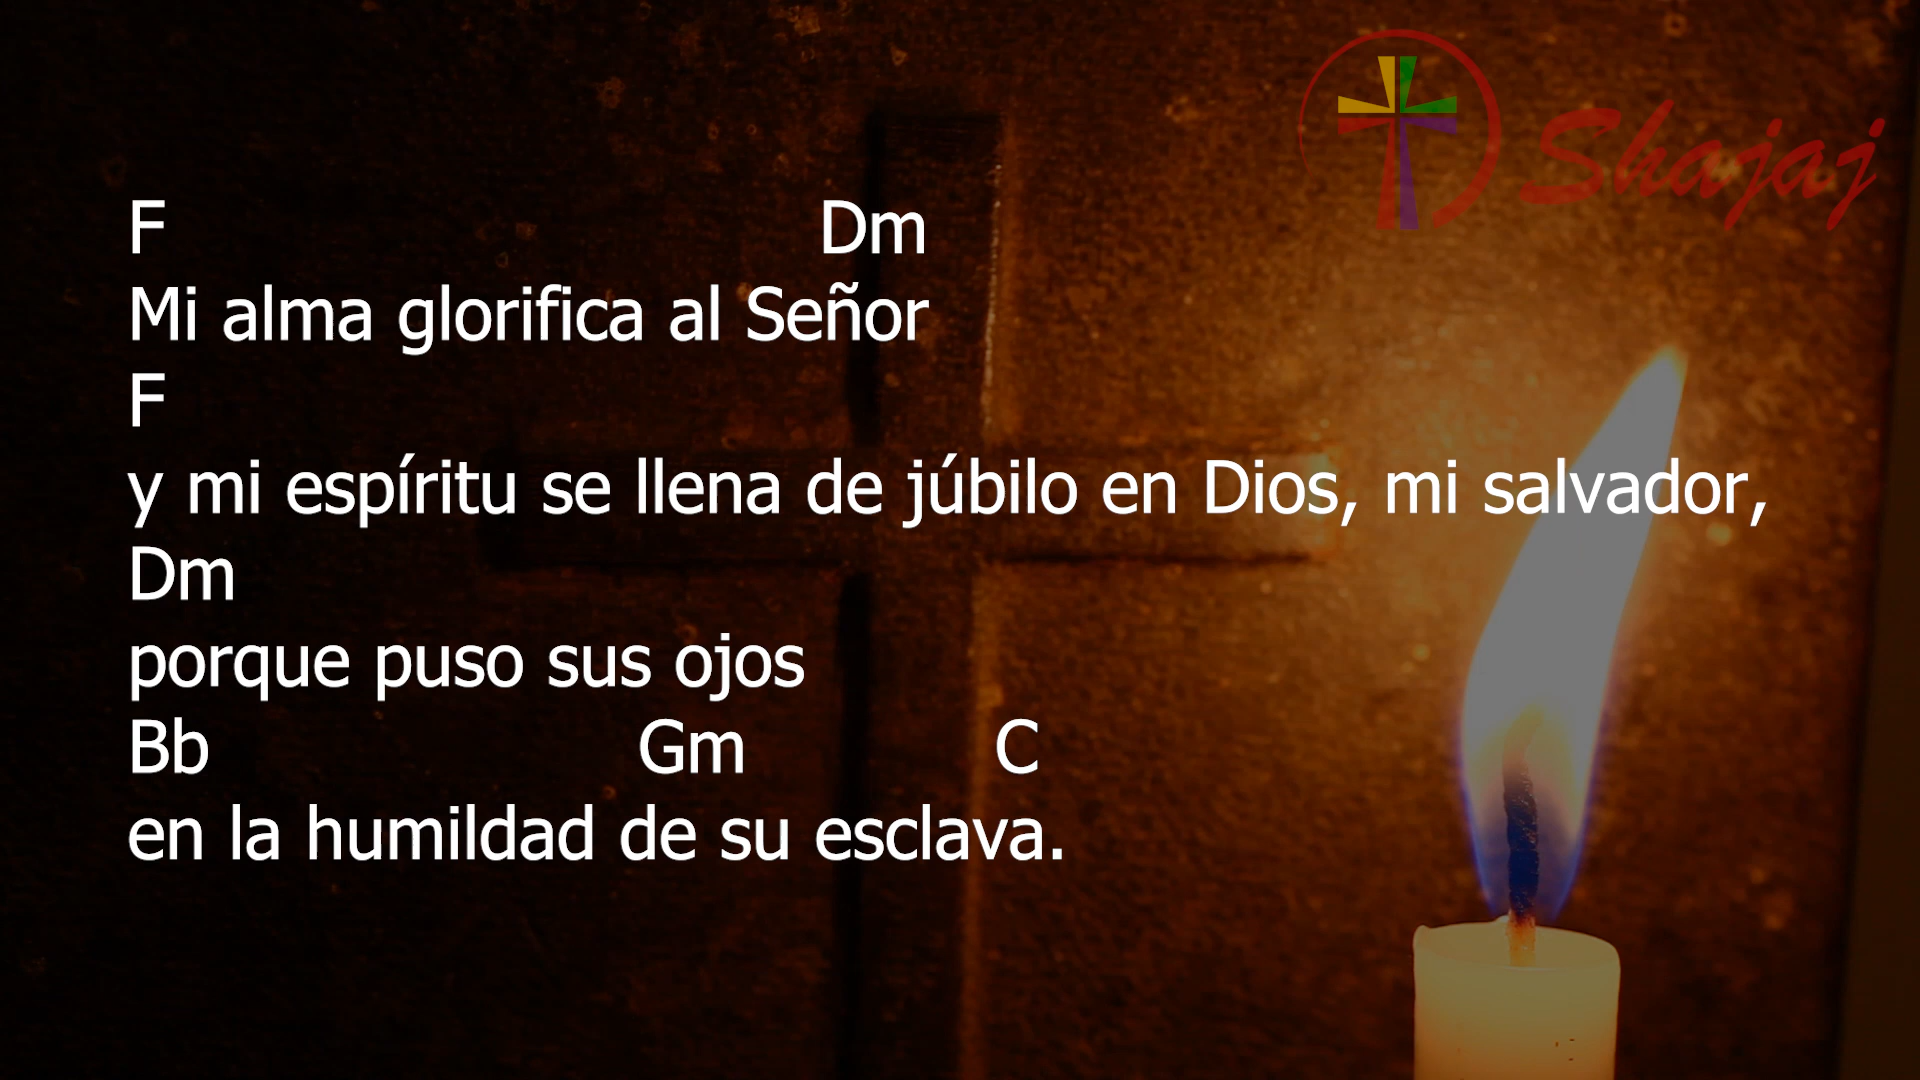 Shajaj
F Dm
Mi alma glorifica al Señor
F
y mi espíritu se llena de júbilo en Dios, mi salvador,
Dm
porque puso sus ojos
Bb Gm C
en la humildad de su esclava.